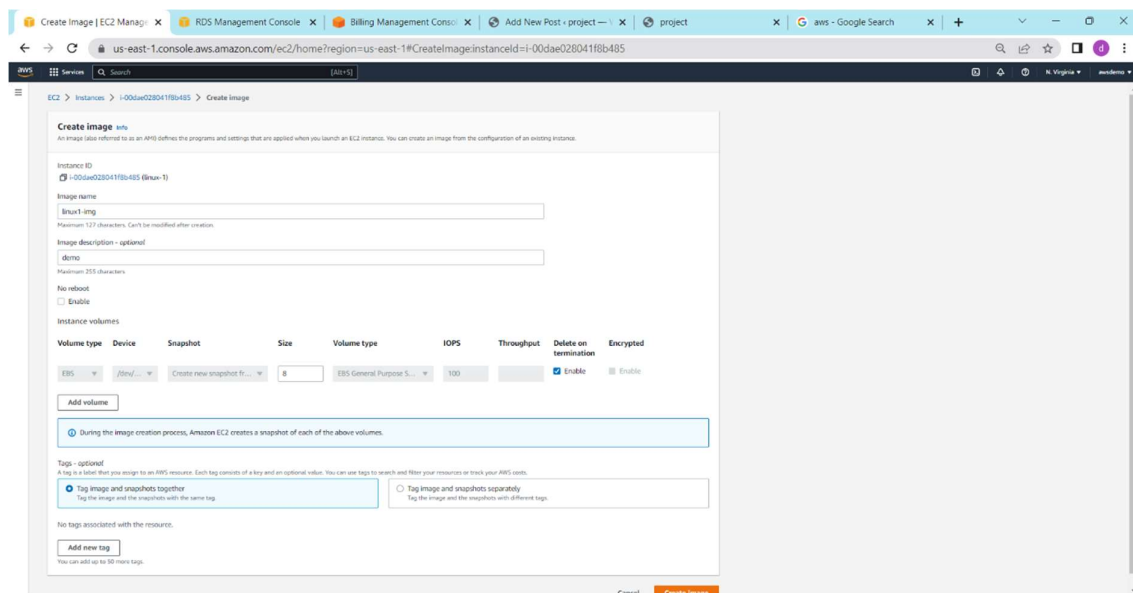 Create Image | EC2 Manage
RDS Management Console
Billing Management Consol
Add New Post ‹ project —
project
aws - Google Search
us-east-1.console.aws.amazon.com/ec2/home?region=us-east-1#CreateImage:instanceId=i-00dae028041f8b485
d
aws
Services
Search
[Alt+S]
N. Virginia
awsdemo
EC2 > Instances > i-00dae028041f8b485 > Create image
Create image Info
An image (also referred to as an AMI) defines the programs and settings that are applied when you launch an EC2 instance. You can create an image from the configuration of an existing instance.
Instance ID
i-00dae028041f8b485 (linux-1)
Image name
linux1-img
Maximum 127 characters. Can't be modified after creation.
Image description - optional
demo
Maximum 255 characters
No reboot
Enable
Instance volumes
Volume type Device Snapshot Size Volume type IOPS Throughput Delete on termination Encrypted
EBS /dev/... Create new snapshot fr... 8 EBS General Purpose S... 100 Enable Enable
Add volume
During the image creation process, Amazon EC2 creates a snapshot of each of the above volumes.
Tags - optional
A tag is a label that you assign to an AWS resource. Each tag consists of a key and an optional value. You can use tags to search and filter your resources or track your AWS costs.
Tag image and snapshots together
Tag the image and the snapshots with the same tag.
Tag image and snapshots separately
Tag the image and the snapshots with different tags.
No tags associated with the resource.
Add new tag
You can add up to 50 more tags.
Cancel
Create image